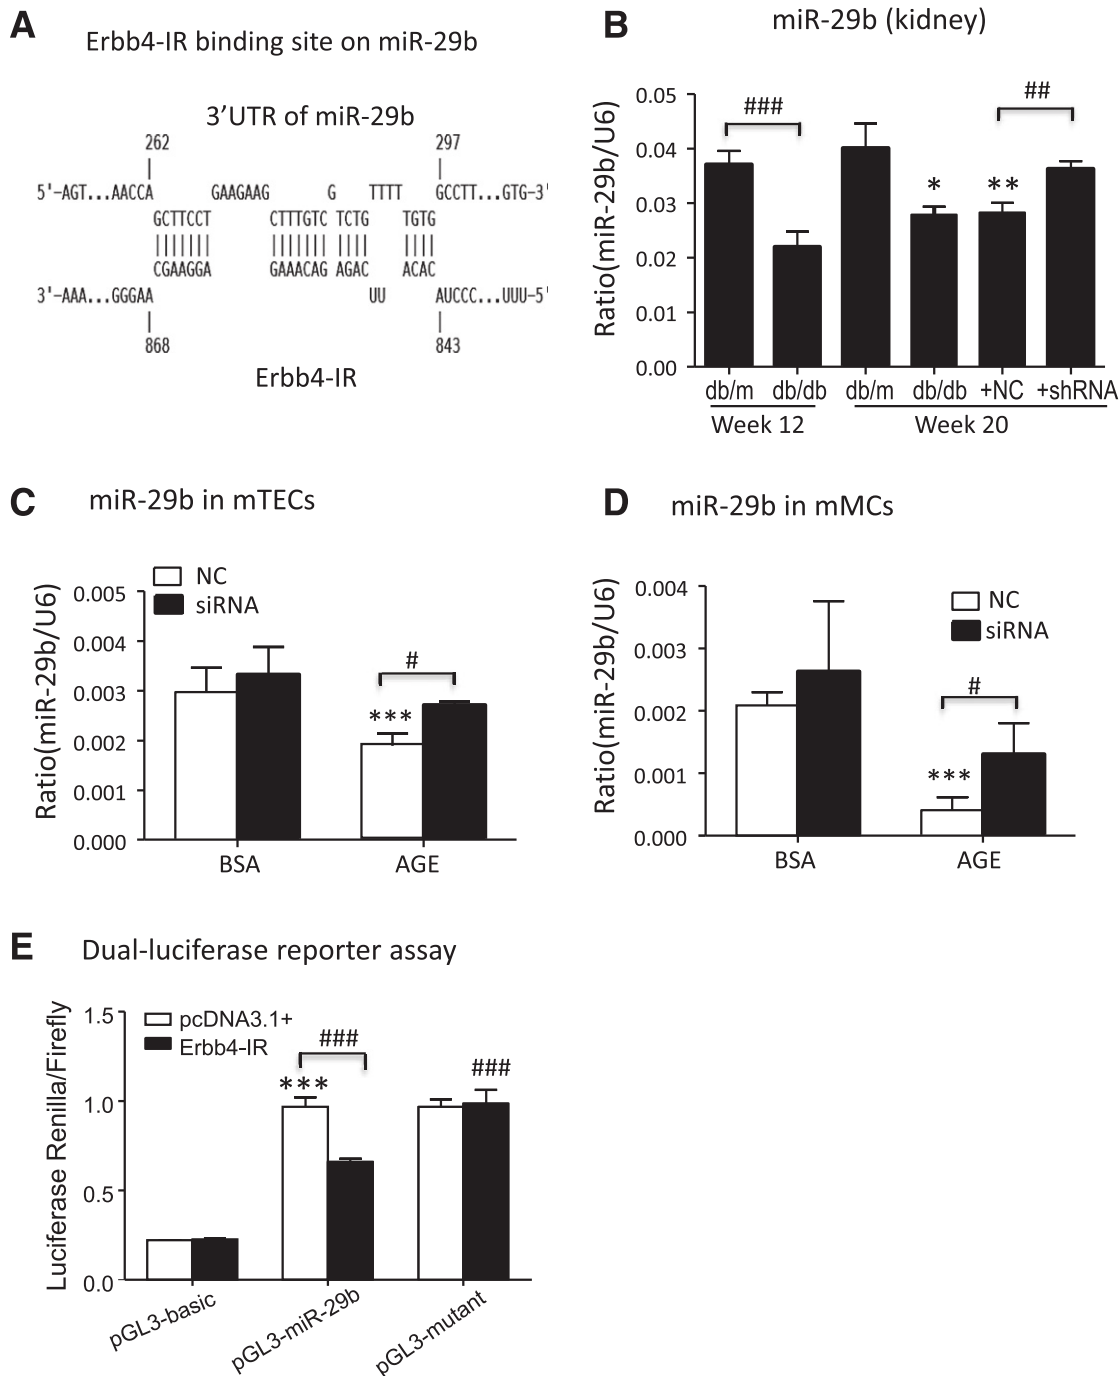 A
Erbb4-IR binding site on miR-29b
3'UTR of miR-29b
262 297
5'-AGT...AACCA GAAGAAG G TTTT GCCTT...GTG-3'
GCTTCCT CTTTGTC TCTG TGTG
CGAAGGA GAAACAG AGAC ACAC
3'-AAA...GGGAA UU AUCCC...UUU-5'
868 843
Erbb4-IR
B
miR-29b (kidney)
Ratio(miR-29b/U6)
0.05
0.04
0.03
0.02
0.01
0.00
###
*
**
##
db/m db/db db/m db/db +NC +shRNA
Week 12 Week 20
C
miR-29b in mTECs
NC
siRNA
Ratio(miR-29b/U6)
0.005
0.004
0.003
0.002
0.001
0.000
#
***
BSA AGE
D
miR-29b in mMCs
NC
siRNA
Ratio(miR-29b/U6)
0.004
0.003
0.002
0.001
0.000
#
***
BSA AGE
E
Dual-luciferase reporter assay
pcDNA3.1+
Erbb4-IR
Luciferase Renilla/Firefly
1.5
1.0
0.5
0.0
###
***
###
pGL3-basic pGL3-miR-29b pGL3-mutant